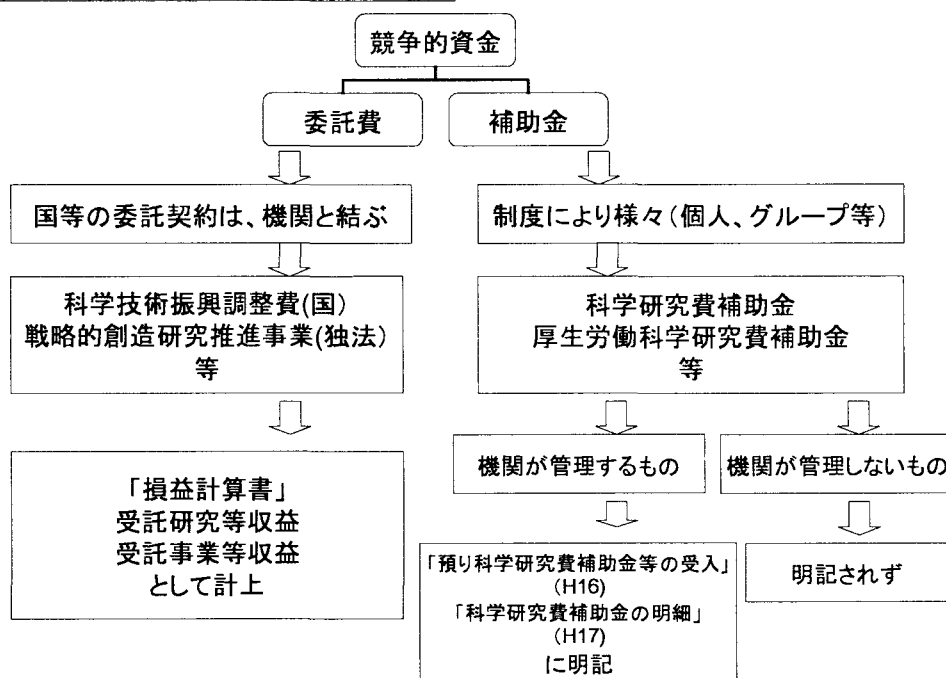 競争的資金
委託費
補助金
国等の委託契約は、機関と結ぶ
制度により様々（個人、グループ等）
科学技術振興調整費(国)
戦略的創造研究推進事業(独法)
等
科学研究費補助金
厚生労働科学研究費補助金
等
機関が管理するもの
機関が管理しないもの
「損益計算書」
受託研究等収益
受託事業等収益
として計上
「預り科学研究費補助金等の受入」
(H16)
「科学研究費補助金の明細」
(H17)
に明記
明記されず